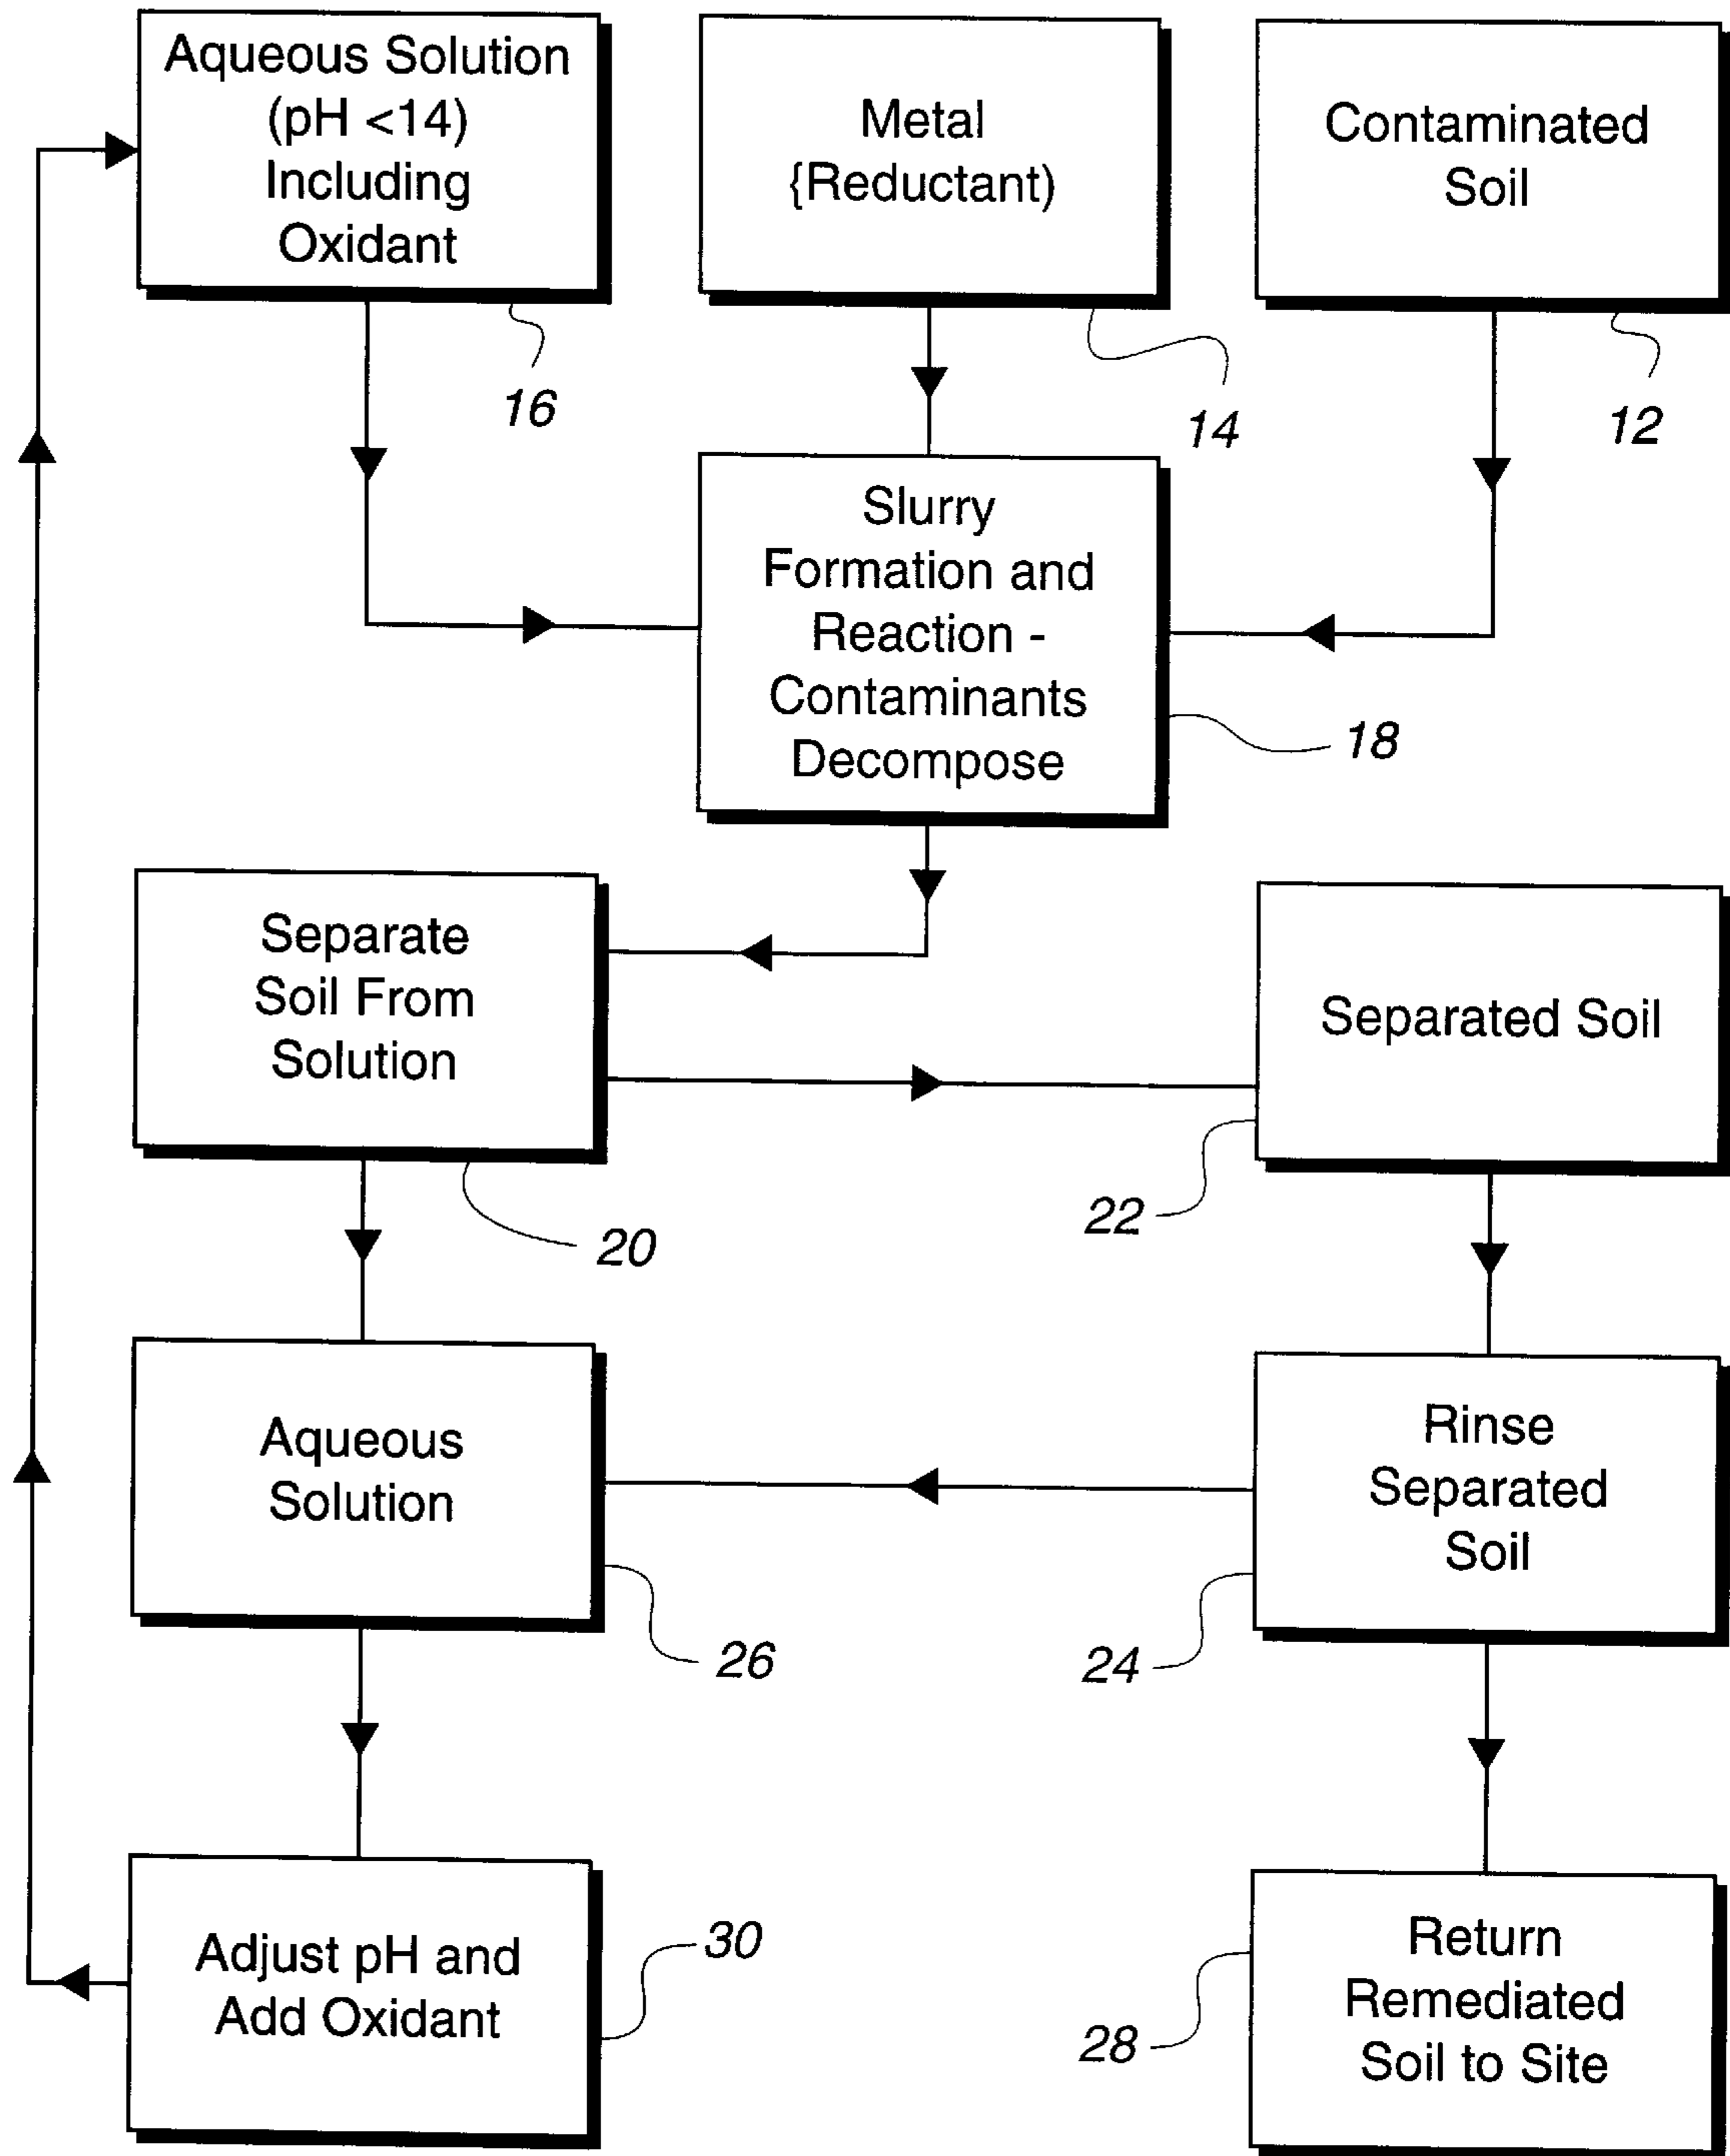 Aqueous Solution
(pH <14)
Including
Oxidant
16
Metal
{Reductant)
14
Contaminated
Soil
12
Slurry
Formation and
Reaction -
Contaminants
Decompose
18
Separate
Soil From
Solution
20
Separated Soil
22
Aqueous
Solution
26
Rinse
Separated
Soil
24
Adjust pH and
Add Oxidant
30
Return
Remediated
Soil to Site
28